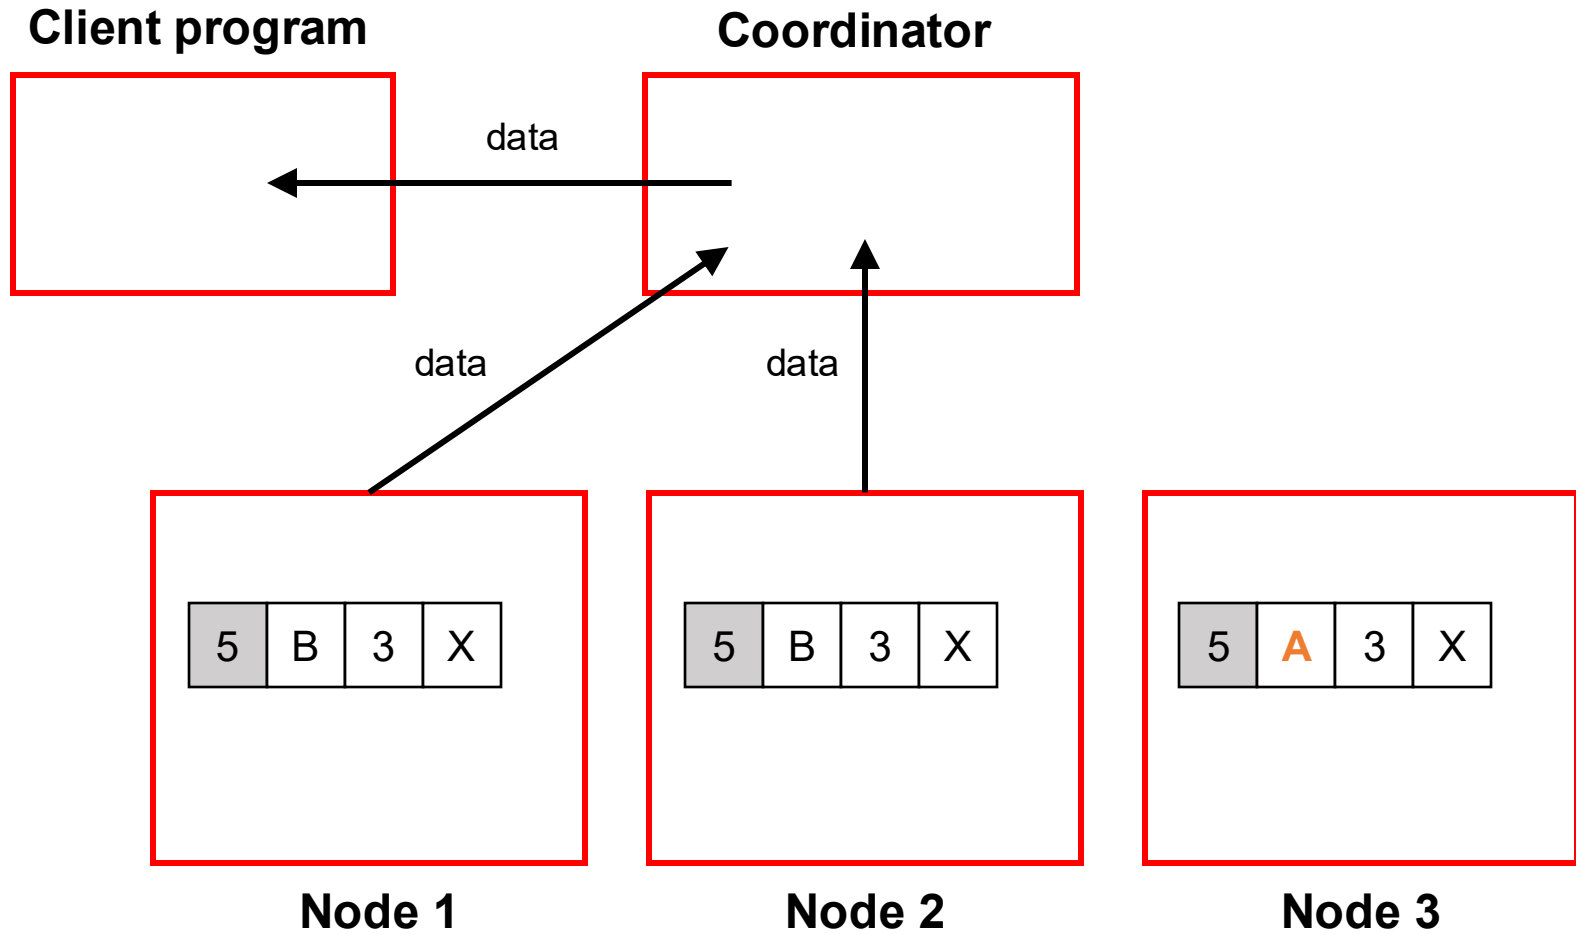 Client program
Coordinator
data
data
data
5 B 3 X
5 B 3 X
5 A 3 X
Node 1
Node 2
Node 3